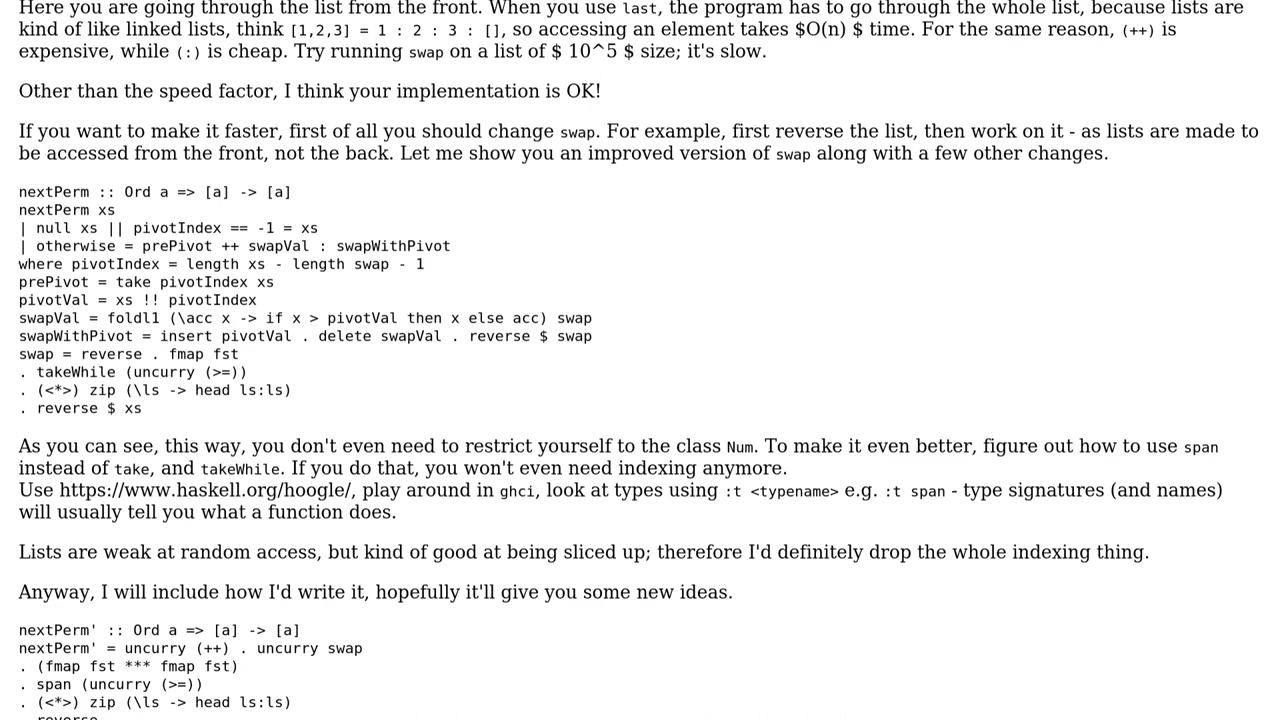 Here you are going through the list from the front. When you use last, the program has to go through the whole list, because lists are
kind of like linked lists, think [1,2,3] = 1 : 2 : 3 : [], so accessing an element takes $O(n) $ time. For the same reason, (++) is
expensive, while (:) is cheap. Try running swap on a list of $ 10^5 $ size; it's slow.
Other than the speed factor, I think your implementation is OK!
If you want to make it faster, first of all you should change swap. For example, first reverse the list, then work on it - as lists are made to
be accessed from the front, not the back. Let me show you an improved version of swap along with a few other changes.
nextPerm :: Ord a => [a] -> [a]
nextPerm xs
| null xs || pivotIndex == -1 = xs
| otherwise = prePivot ++ swapVal : swapWithPivot
where pivotIndex = length xs - length swap - 1
prePivot = take pivotIndex xs
pivotVal = xs !! pivotIndex
swapVal = foldl1 (\acc x -> if x > pivotVal then x else acc) swap
swapWithPivot = insert pivotVal . delete swapVal . reverse $ swap
swap = reverse . fmap fst
. takeWhile (uncurry (>=))
. (<*>) zip (\ls -> head ls:ls)
. reverse $ xs
As you can see, this way, you don't even need to restrict yourself to the class Num. To make it even better, figure out how to use span
instead of take, and takeWhile. If you do that, you won't even need indexing anymore.
Use https://www.haskell.org/hoogle/, play around in ghci, look at types using :t <typename> e.g. :t span - type signatures (and names)
will usually tell you what a function does.
Lists are weak at random access, but kind of good at being sliced up; therefore I'd definitely drop the whole indexing thing.
Anyway, I will include how I'd write it, hopefully it'll give you some new ideas.
nextPerm' :: Ord a => [a] -> [a]
nextPerm' = uncurry (++) . uncurry swap
. (fmap fst *** fmap fst)
. span (uncurry (>=))
. (<*>) zip (\ls -> head ls:ls)
. reverse